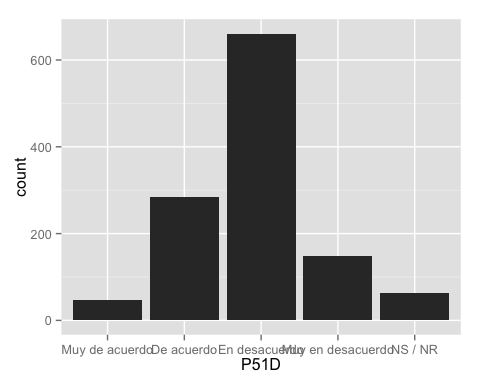 600
400
200
0
count
Muy de acuerdo De acuerdo En desacuerdo Muy en desacuerdo NS / NR
P51D